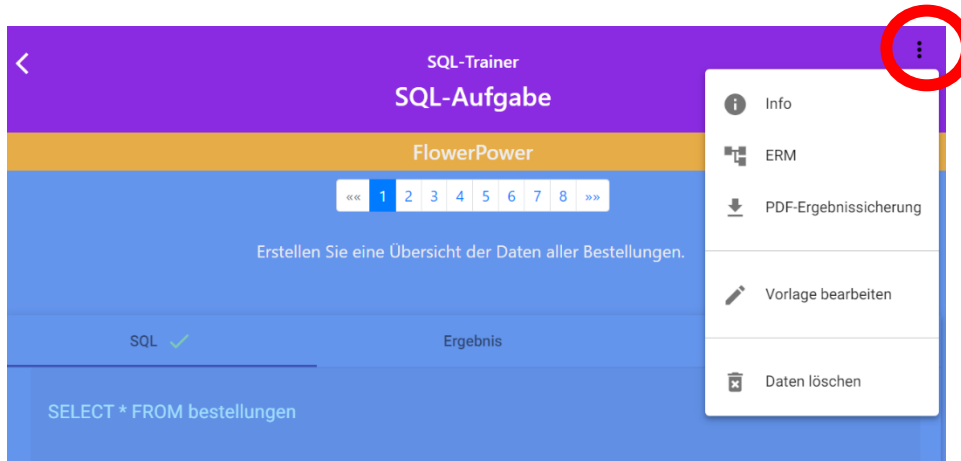 SQL-Trainer
SQL-Aufgabe
FlowerPower
«« 1 2 3 4 5 6 7 8 »»
Erstellen Sie eine Übersicht der Daten aller Bestellungen.
SQL Ergebnis
SELECT * FROM bestellungen
Info
ERM
PDF-Ergebnissicherung
Vorlage bearbeiten
Daten löschen